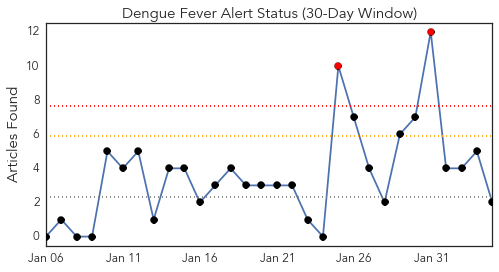 Dengue Fever Alert Status (30-Day Window)
Articles Found
12
10
8
6
4
2
0
Jan 06 Jan 11 Jan 16 Jan 21 Jan 26 Jan 31